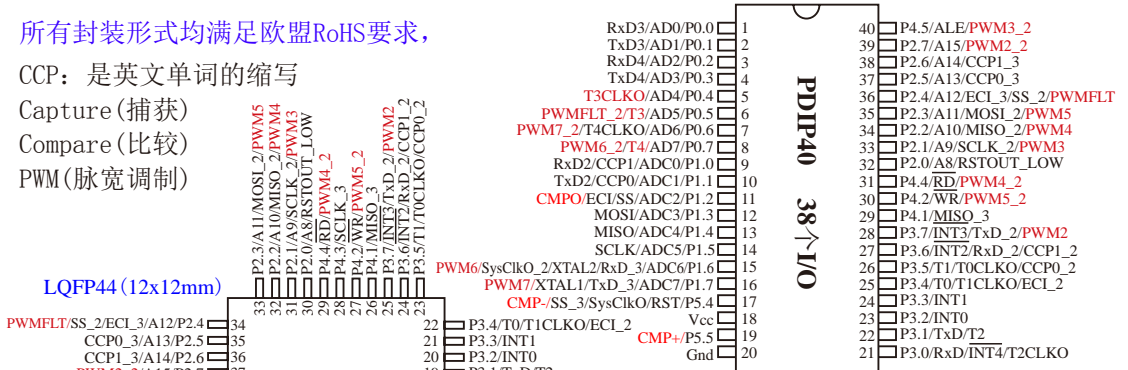 所有封装形式均满足欧盟RoHS要求，
CCP：是英文单词的缩写
Capture(捕获)
Compare(比较)
PWM(脉宽调制)
LQFP44(12x12mm)
P2.3/A11/MOSI_2/PWM5
P2.2/A10/MISO_2/PWM4
P2.1/A9/SCLK_2/PWM3
P2.0/A8/RSTOUT_LOW
P4.4/RD/PWM4_2
P4.3/SCLK_3
P4.2/WR/PWM5_2
P4.1/MISO_3
P3.7/INT3/TxD_2/PWM2
P3.6/INT2/RxD_2/CCP1_2
P3.5/T1/T0CLKO/CCP0_2
33
32
31
30
29
28
27
26
25
24
23
PWMFLT/SS_2/ECI_3/A12/P2.4 34
CCP0_3/A13/P2.5 35
CCP1_3/A14/P2.6 36
22 P3.4/T0/T1CLKO/ECI_2
21 P3.3/INT1
20 P3.2/INT0
RxD3/AD0/P0.0 1
TxD3/AD1/P0.1 2
RxD4/AD2/P0.2 3
TxD4/AD3/P0.3 4
T3CLKO/AD4/P0.4 5
PWMFLT_2/T3/AD5/P0.5 6
PWM7_2/T4CLKO/AD6/P0.6 7
PWM6_2/T4/AD7/P0.7 8
RxD2/CCP1/ADC0/P1.0 9
TxD2/CCP0/ADC1/P1.1 10
CMPO/ECI/SS/ADC2/P1.2 11
MOSI/ADC3/P1.3 12
MISO/ADC4/P1.4 13
SCLK/ADC5/P1.5 14
PWM6/SysClkO_2/XTAL2/RxD_3/ADC6/P1.6 15
PWM7/XTAL1/TxD_3/ADC7/P1.7 16
CMP-/SS_3/SysClkO/RST/P5.4 17
Vcc 18
CMP+/P5.5 19
Gnd 20
PDIP40 38个I/O
40 P4.5/ALE/PWM3_2
39 P2.7/A15/PWM2_2
38 P2.6/A14/CCP1_3
37 P2.5/A13/CCP0_3
36 P2.4/A12/ECI_3/SS_2/PWMFLT
35 P2.3/A11/MOSI_2/PWM5
34 P2.2/A10/MISO_2/PWM4
33 P2.1/A9/SCLK_2/PWM3
32 P2.0/A8/RSTOUT_LOW
31 P4.4/RD/PWM4_2
30 P4.2/WR/PWM5_2
29 P4.1/MISO_3
28 P3.7/INT3/TxD_2/PWM2
27 P3.6/INT2/RxD_2/CCP1_2
26 P3.5/T1/T0CLKO/CCP0_2
25 P3.4/T0/T1CLKO/ECI_2
24 P3.3/INT1
23 P3.2/INT0
22 P3.1/TxD/T2
21 P3.0/RxD/INT4/T2CLKO